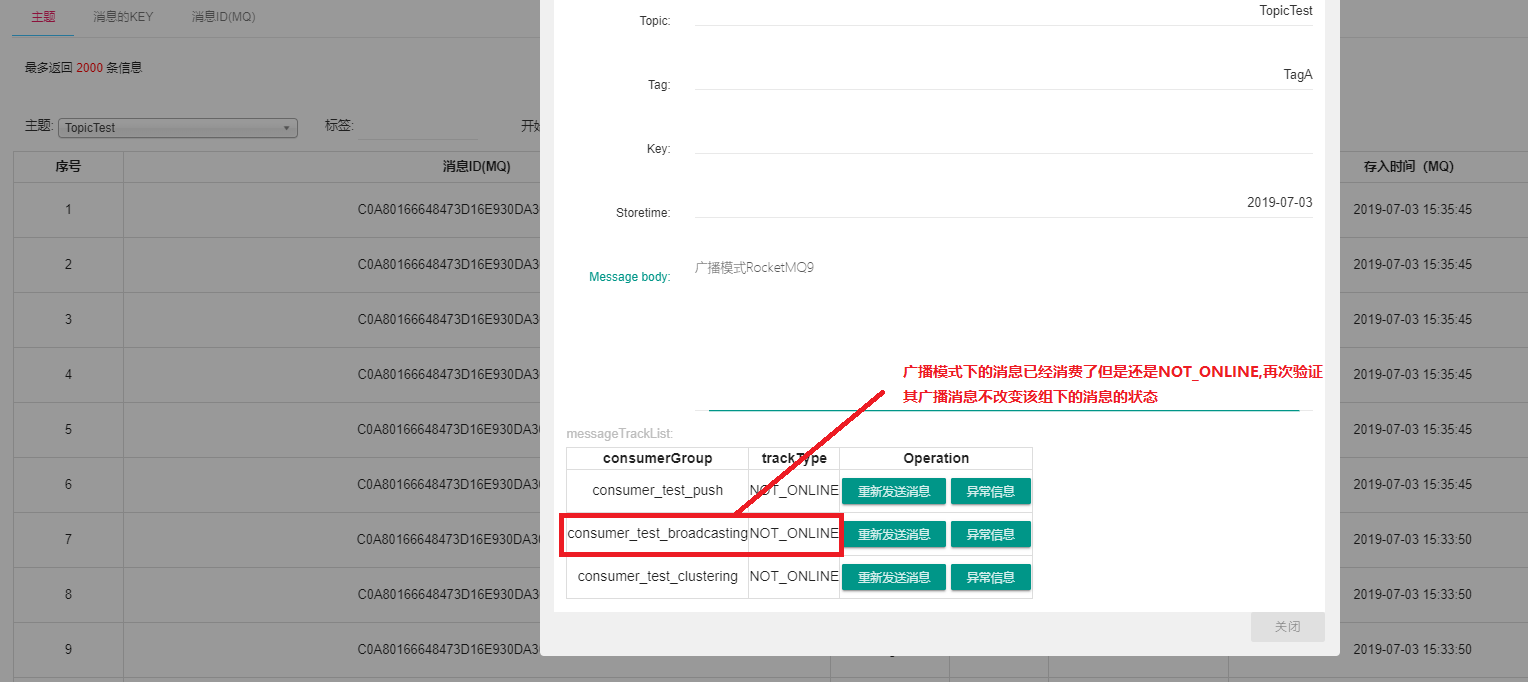 主题 消息的KEY 消息ID(MQ)
最多返回 2000 条信息
主题: TopicTest 标签: 开始
序号 消息ID(MQ) 存入时间（MQ)
1 C0A80166648473D16E930DA3 2019-07-03 15:35:45
2 C0A80166648473D16E930DA3 2019-07-03 15:35:45
3 C0A80166648473D16E930DA3 2019-07-03 15:35:45
4 C0A80166648473D16E930DA3 2019-07-03 15:35:45
5 C0A80166648473D16E930DA3 2019-07-03 15:35:45
6 C0A80166648473D16E930DA3 2019-07-03 15:35:45
7 C0A80166648473D16E930DA3 2019-07-03 15:33:50
8 C0A80166648473D16E930DA3 2019-07-03 15:33:50
9 C0A80166648473D16E930DA3 2019-07-03 15:33:50
Topic: TopicTest
Tag: TagA
Key:
Storetime: 2019-07-03
Message body: 广播模式RocketMQ9
广播模式下的消息已经消费了但是还是NOT_ONLINE,再次验证
其广播消息不改变该组下的消息的状态
messageTrackList:
consumerGroup trackType Operation
consumer_test_push NOT_ONLINE 重新发送消息 异常信息
consumer_test_broadcasting NOT_ONLINE 重新发送消息 异常信息
consumer_test_clustering NOT_ONLINE 重新发送消息 异常信息
关闭